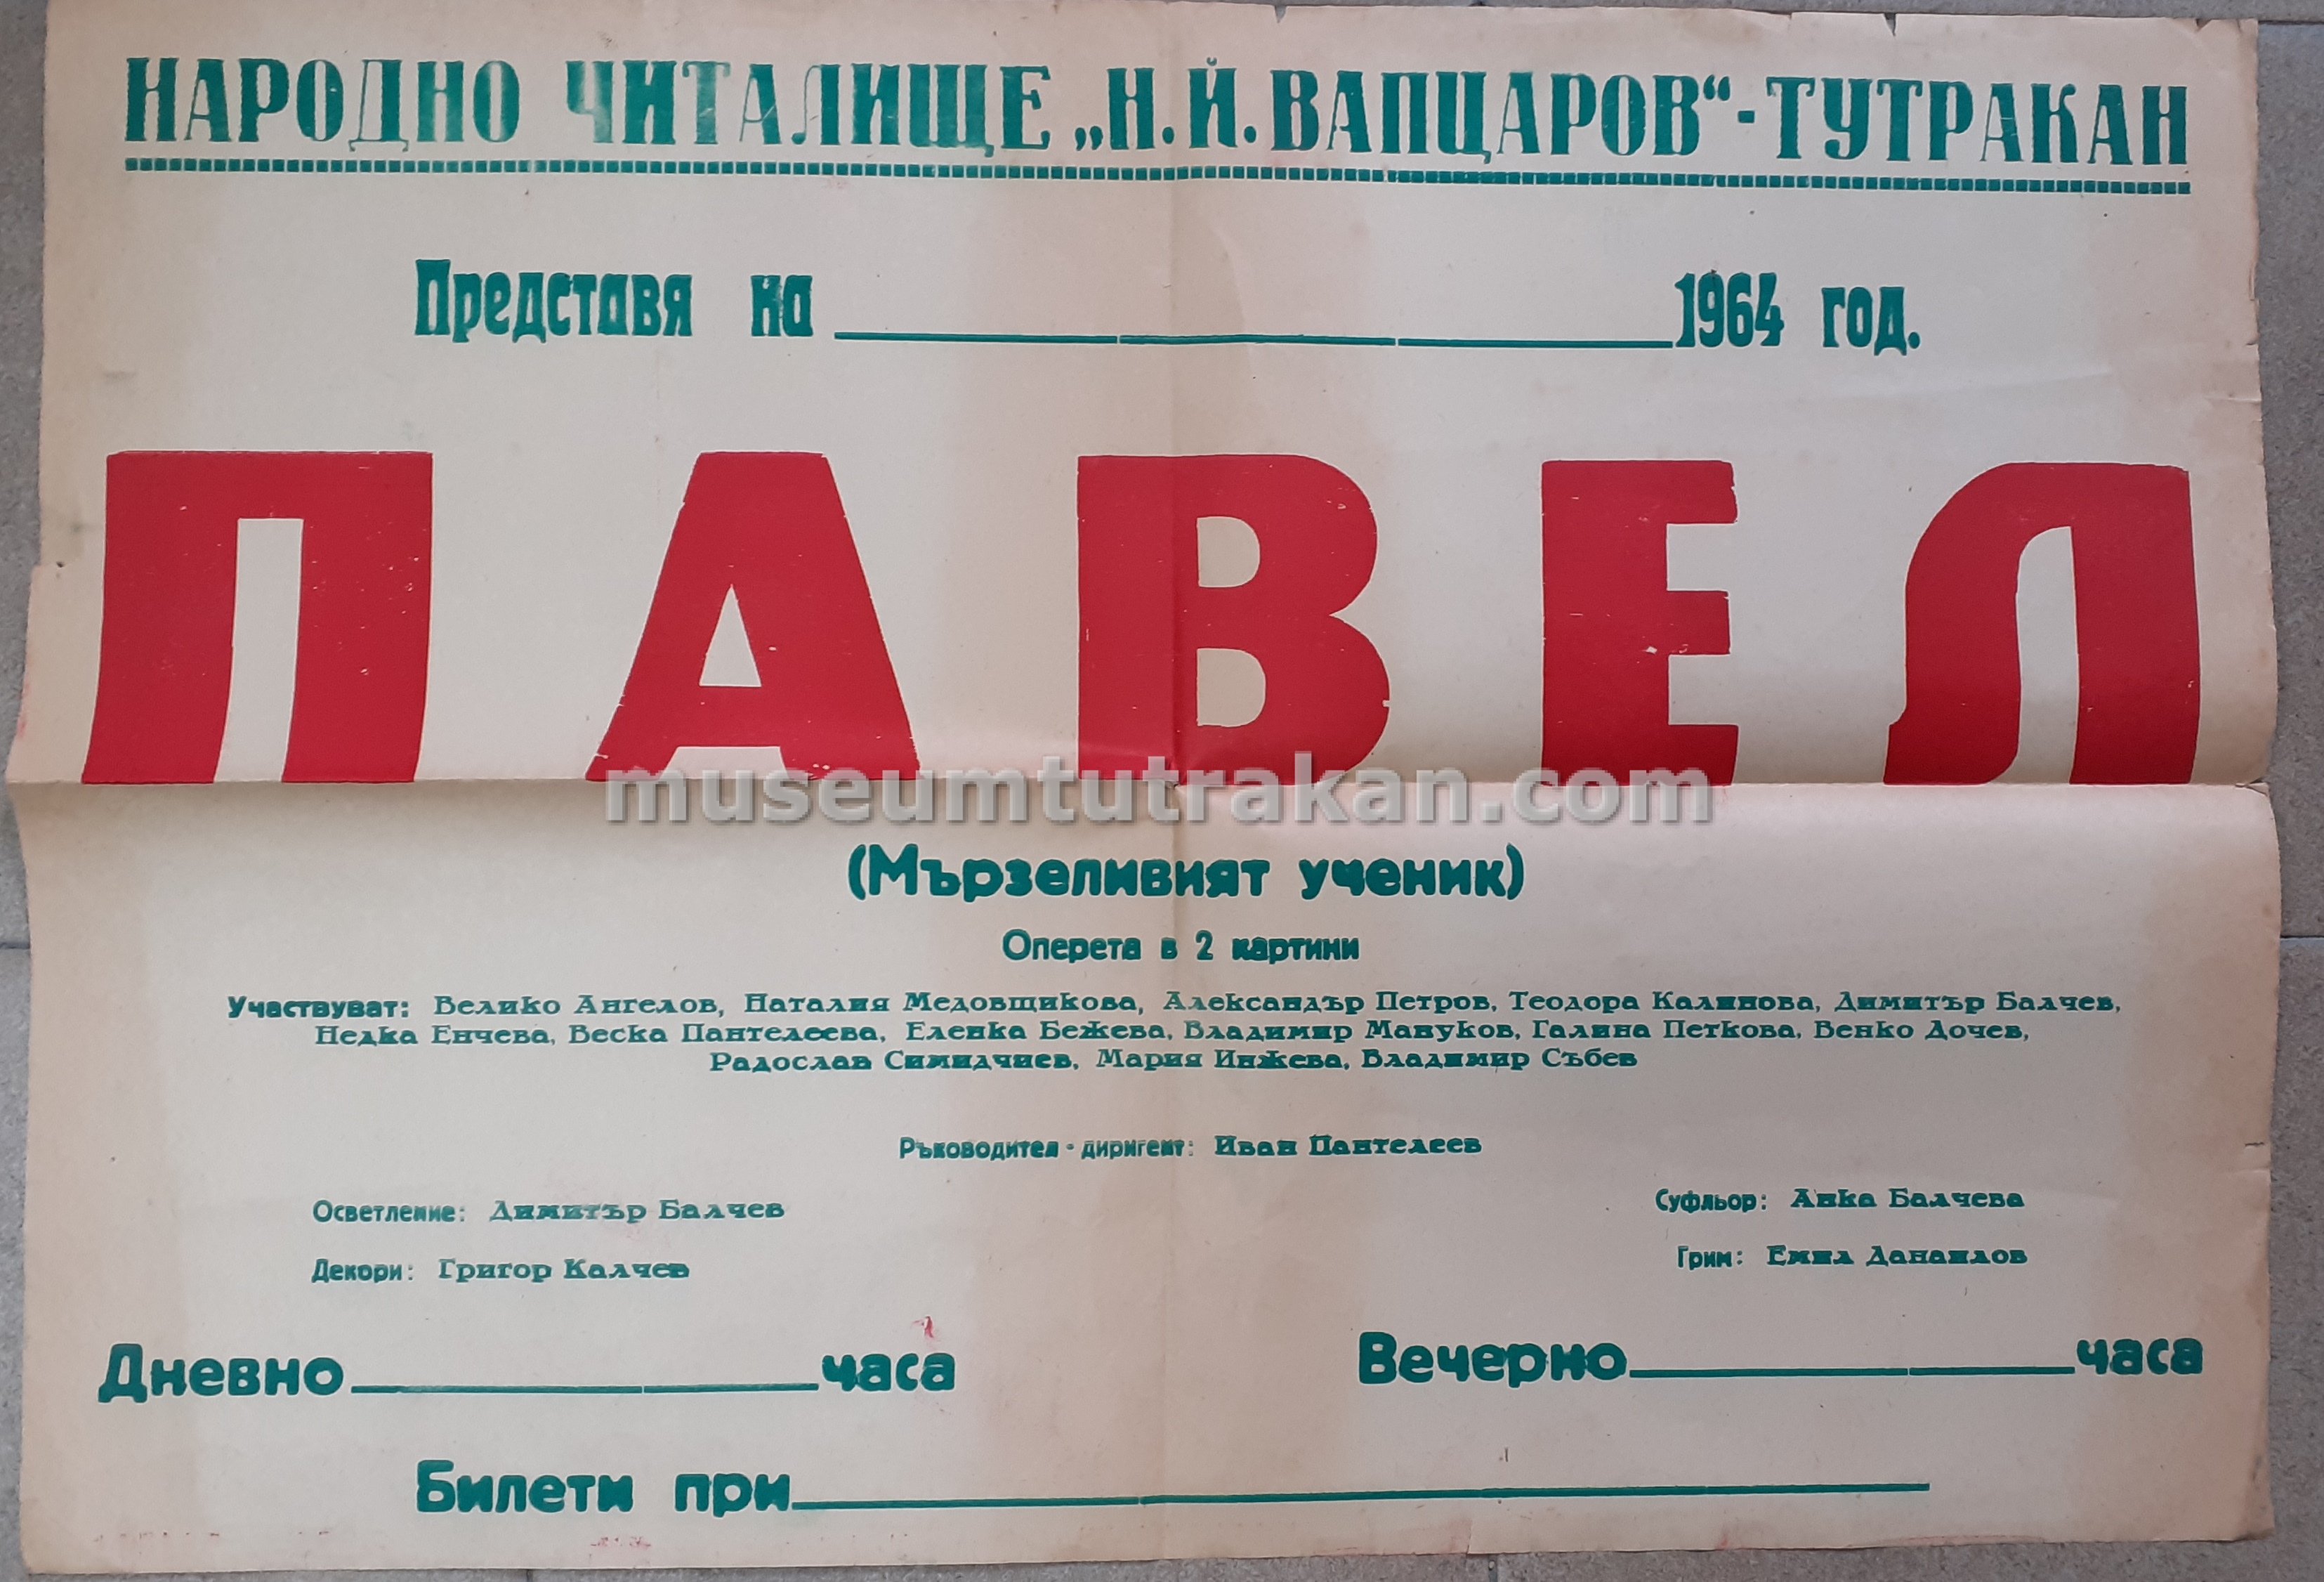 НАРОДНО ЧИТАЛИЩЕ „Н. Й. ВАПЦАРОВ“ - ТУТРАКАН
Представя на 1964 год.
ПАВЕЛ
museumtutrakan.com
(Мързеливият ученик)
Оперета в 2 картини
Участвуват: Велико Ангелов, Наталия Медовщикова, Александър Петров, Теодора Калинова, Димитър Балчев,
Недка Енчева, Веска Пантелеева, Еленка Бежева, Владимир Мавуков, Галина Петкова, Венко Дочев,
Радослав Симидчиев, Мария Инжева, Владимир Събев
Ръководител - диригент: Иван Пантелеев
Осветление: Димитър Балчев
Суфльор: Анка Балчева
Декори: Григор Калчев
Грим: Емил Данаилов
Дневно часа Вечерно часа
Билети при